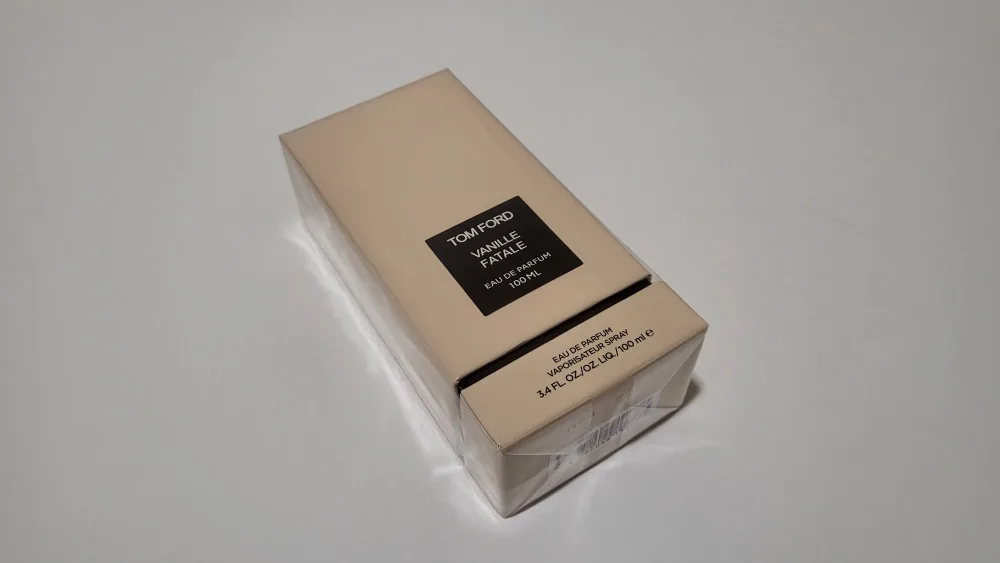 TOM FORD
VANILLE
FATALE
EAU DE PARFUM
100 ML
EAU DE PARFUM
VAPORISATEUR SPRAY
3.4 FL. OZ./OZ. LIQ./100 ml ℮